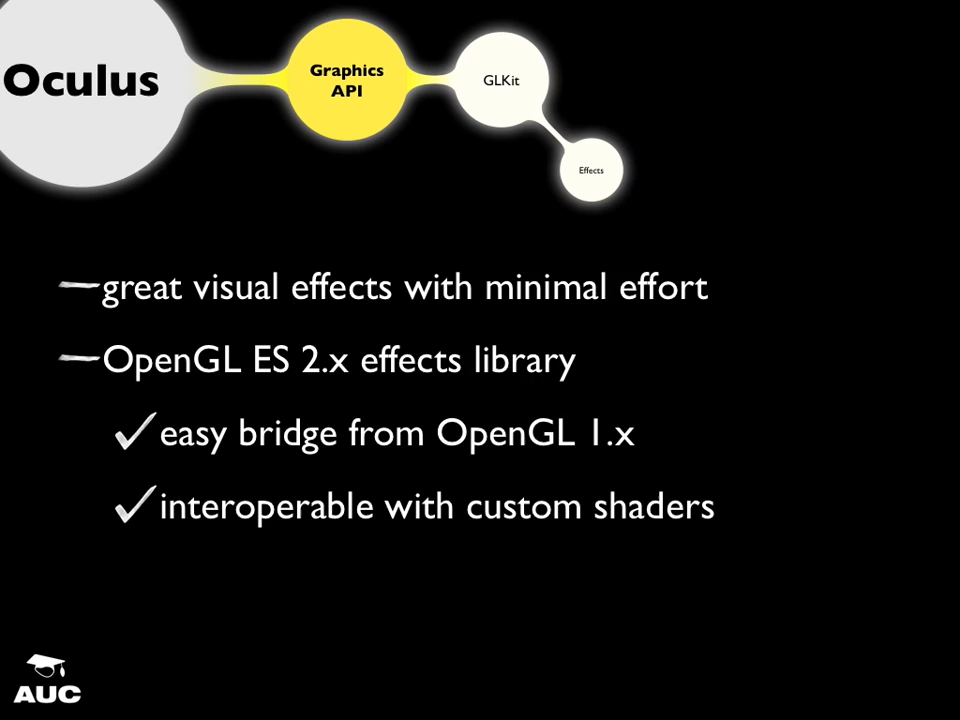 Oculus
Graphics
API
GLKit
Effects
great visual effects with minimal effort
OpenGL ES 2.x effects library
easy bridge from OpenGL 1.x
interoperable with custom shaders
AUC